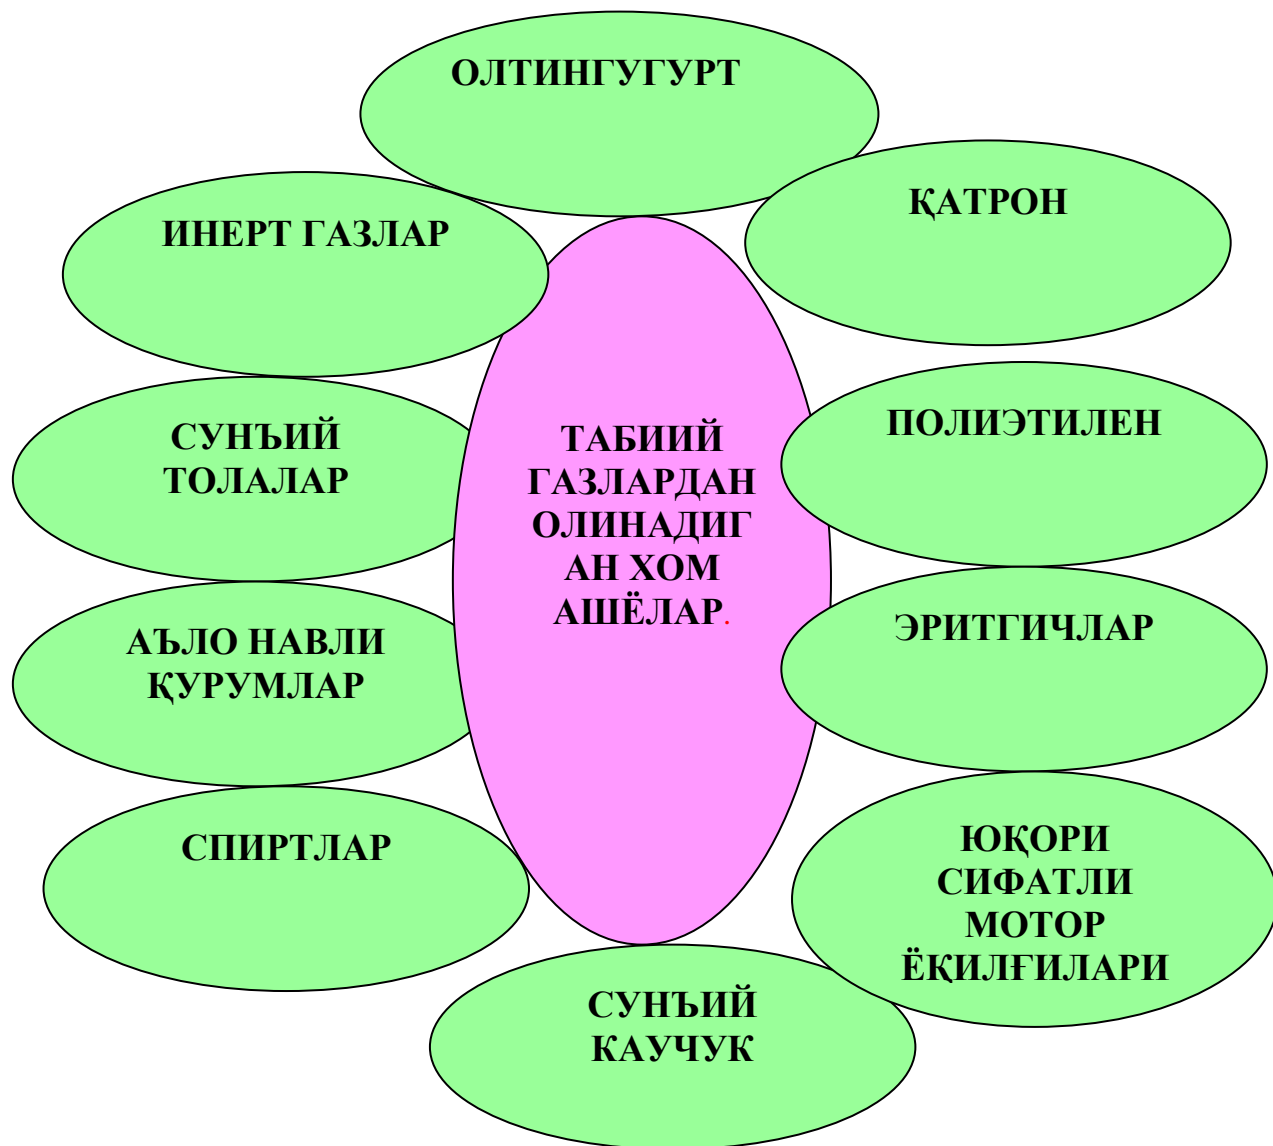 ОЛТИНГУГУРТ
ҚАТРОН
ИНЕРТ ГАЗЛАР
ПОЛИЭТИЛЕН
СУНЪИЙ
ТОЛАЛАР
ТАБИИЙ
ГАЗЛАРДАН
ОЛИНАДИГ
АН ХОМ
АШЁЛАР.
ЭРИТГИЧЛАР
АЪЛО НАВЛИ
ҚУРУМЛАР
СПИРТЛАР
ЮҚОРИ
СИФАТЛИ
МОТОР
ЁҚИЛҒИЛАРИ
СУНЪИЙ
КАУЧУК